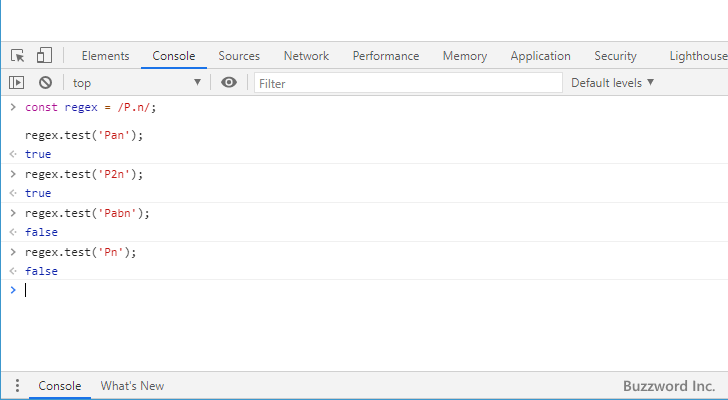 Elements Console Sources Network Performance Memory Application Security Lighthouse
top Filter Default levels
const regex = /P.n/;
regex.test('Pan');
true
regex.test('P2n');
true
regex.test('Pabn');
false
regex.test('Pn');
false
Console What's New
Buzzword Inc.